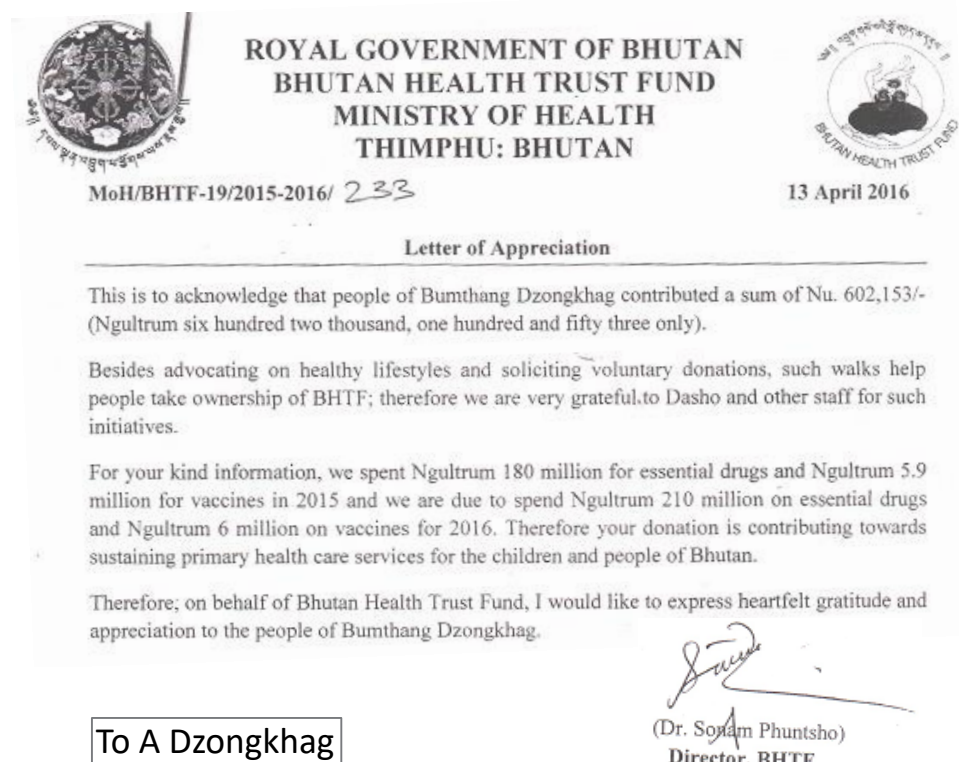 ROYAL GOVERNMENT OF BHUTAN
BHUTAN HEALTH TRUST FUND
MINISTRY OF HEALTH
THIMPHU: BHUTAN
BHUTAN HEALTH TRUST FUND
MoH/BHTF-19/2015-2016/ 233
13 April 2016
Letter of Appreciation
This is to acknowledge that people of Bumthang Dzongkhag contributed a sum of Nu. 602,153/-
(Ngultrum six hundred two thousand, one hundred and fifty three only).
Besides advocating on healthy lifestyles and soliciting voluntary donations, such walks help
people take ownership of BHTF; therefore we are very grateful to Dasho and other staff for such
initiatives.
For your kind information, we spent Ngultrum 180 million for essential drugs and Ngultrum 5.9
million for vaccines in 2015 and we are due to spend Ngultrum 210 million on essential drugs
and Ngultrum 6 million on vaccines for 2016. Therefore your donation is contributing towards
sustaining primary health care services for the children and people of Bhutan.
Therefore; on behalf of Bhutan Health Trust Fund, I would like to express heartfelt gratitude and
appreciation to the people of Bumthang Dzongkhag.
(Dr. Sonam Phuntsho)
Director, BHTF
To A Dzongkhag